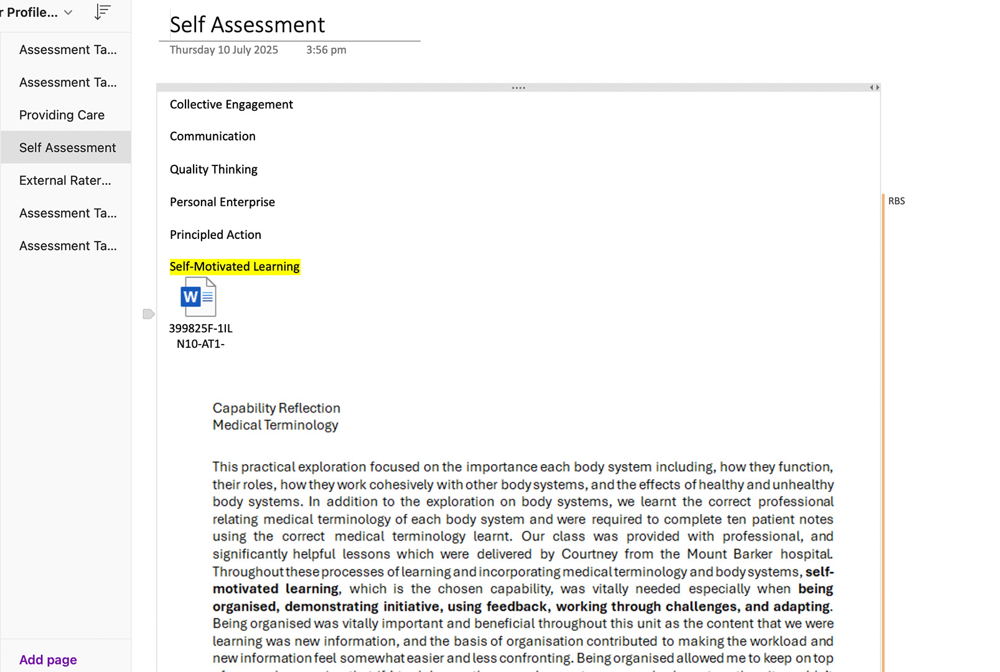 r Profile...
Assessment Ta...
Assessment Ta...
Providing Care
Self Assessment
External Rater...
Assessment Ta...
Assessment Ta...
Add page
Self Assessment
Thursday 10 July 2025 3:56 pm
Collective Engagement
Communication
Quality Thinking
Personal Enterprise
RBS
Principled Action
Self-Motivated Learning
W
399825F-1IL
N10-AT1-
Capability Reflection
Medical Terminology
This practical exploration focused on the importance each body system including, how they function,
their roles, how they work cohesively with other body systems, and the effects of healthy and unhealthy
body systems. In addition to the exploration on body systems, we learnt the correct professional
relating medical terminology of each body system and were required to complete ten patient notes
using the correct medical terminology learnt. Our class was provided with professional, and
significantly helpful lessons which were delivered by Courtney from the Mount Barker hospital.
Throughout these processes of learning and incorporating medical terminology and body systems, self-
motivated learning, which is the chosen capability, was vitally needed especially when being
organised, demonstrating initiative, using feedback, working through challenges, and adapting.
Being organised was vitally important and beneficial throughout this unit as the content that we were
learning was new information, and the basis of organisation contributed to making the workload and
new information feel somewhat easier and less confronting. Being organised allowed me to keep on top